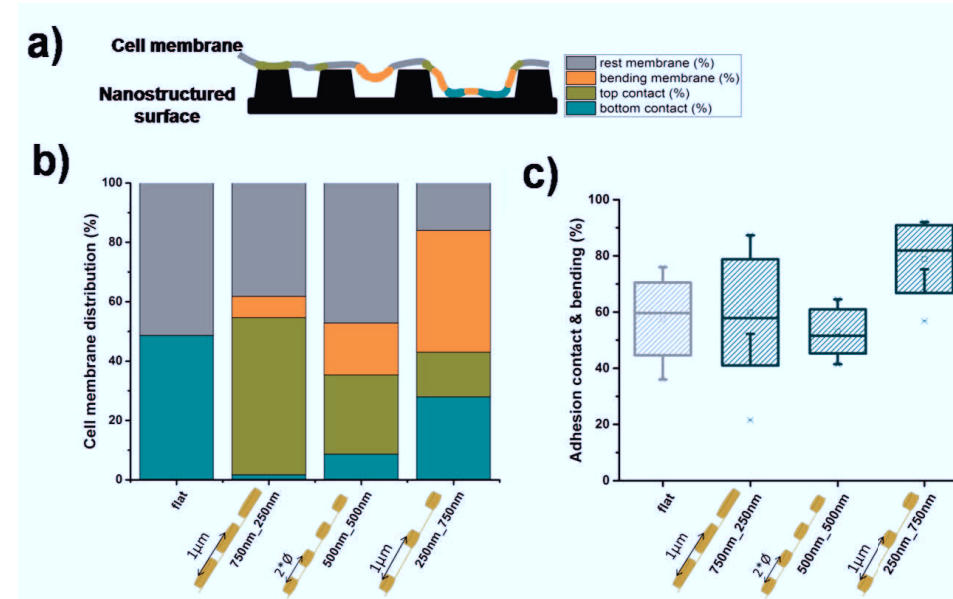 a)
Cell membrane
Nanostructured
surface
rest membrane (%)
bending membrane (%)
top contact (%)
bottom contact (%)
b)
Cell membrane distribution (%)
100
80
60
40
20
0
flat
1µm
750nm_250nm
2*Ø
500nm_500nm
1µm
250nm_750nm
c)
Adhesion contact & bending (%)
100
80
60
40
20
0
flat
1µm
750nm_250nm
2*Ø
500nm_500nm
1µm
250nm_750nm